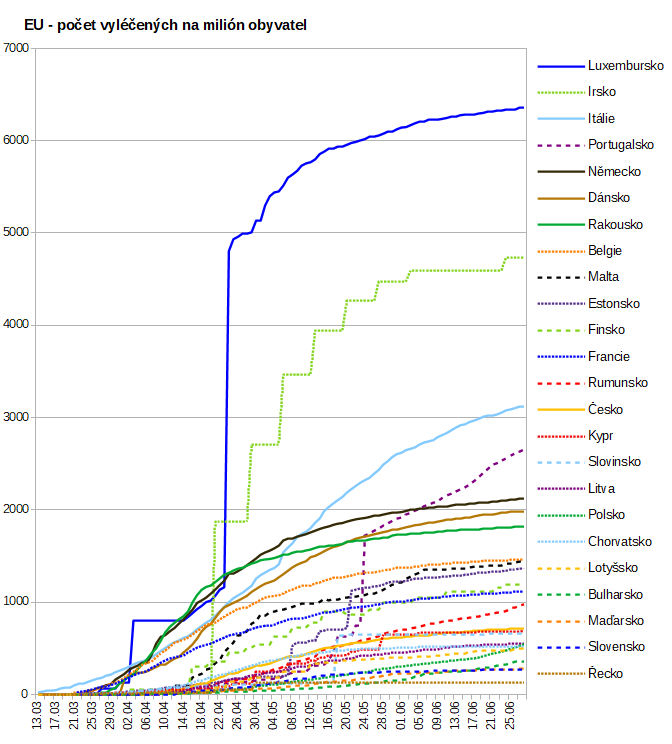 EU - počet vyléčených na milión obyvatel
7000
6000
5000
4000
3000
2000
1000
0
13.03
17.03
21.03
25.03
29.03
02.04
06.04
10.04
14.04
18.04
22.04
26.04
30.04
04.05
08.05
12.05
16.05
20.05
24.05
28.05
01.06
05.06
09.06
13.06
17.06
21.06
25.06
Luxembursko
Irsko
Itálie
Portugalsko
Německo
Dánsko
Rakousko
Belgie
Malta
Estonsko
Finsko
Francie
Rumunsko
Česko
Kypr
Slovinsko
Litva
Polsko
Chorvatsko
Lotyšsko
Bulharsko
Maďarsko
Slovensko
Řecko